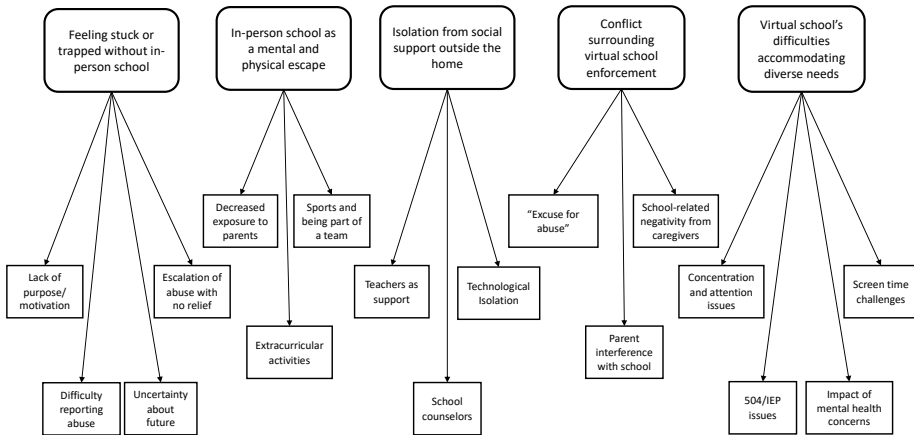 Feeling stuck or
trapped without in-
person school
In-person school as
a mental and
physical escape
Isolation from social
support outside the
home
Conflict
surrounding
virtual school
enforcement
Virtual school’s
difficulties
accommodating
diverse needs
Decreased
exposure to
parents
Sports and
being part of
a team
“Excuse for
abuse”
School-related
negativity from
caregivers
Lack of
purpose/
motivation
Escalation of
abuse with
no relief
Teachers as
support
Technological
Isolation
Concentration
and attention
issues
Screen time
challenges
Extracurricular
activities
Parent
interference
with school
Difficulty
reporting
abuse
Uncertainty
about
future
School
counselors
504/IEP
issues
Impact of
mental health
concerns